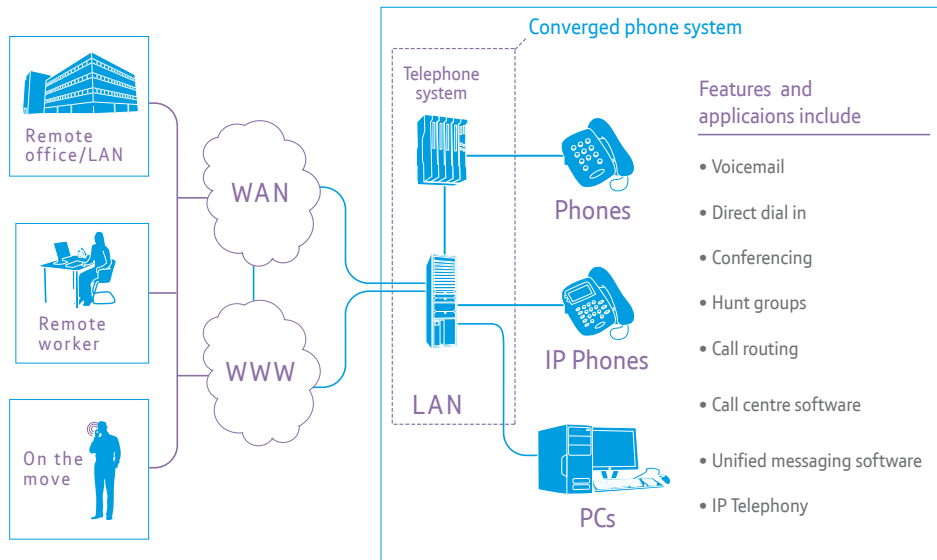 Converged phone system
Remote
office/LAN
Remote
worker
On the
move
WAN
WWW
Telephone
system
LAN
Phones
IP Phones
PCs
Features and
applicaions include
• Voicemail
• Direct dial in
• Conferencing
• Hunt groups
• Call routing
• Call centre software
• Unified messaging software
• IP Telephony